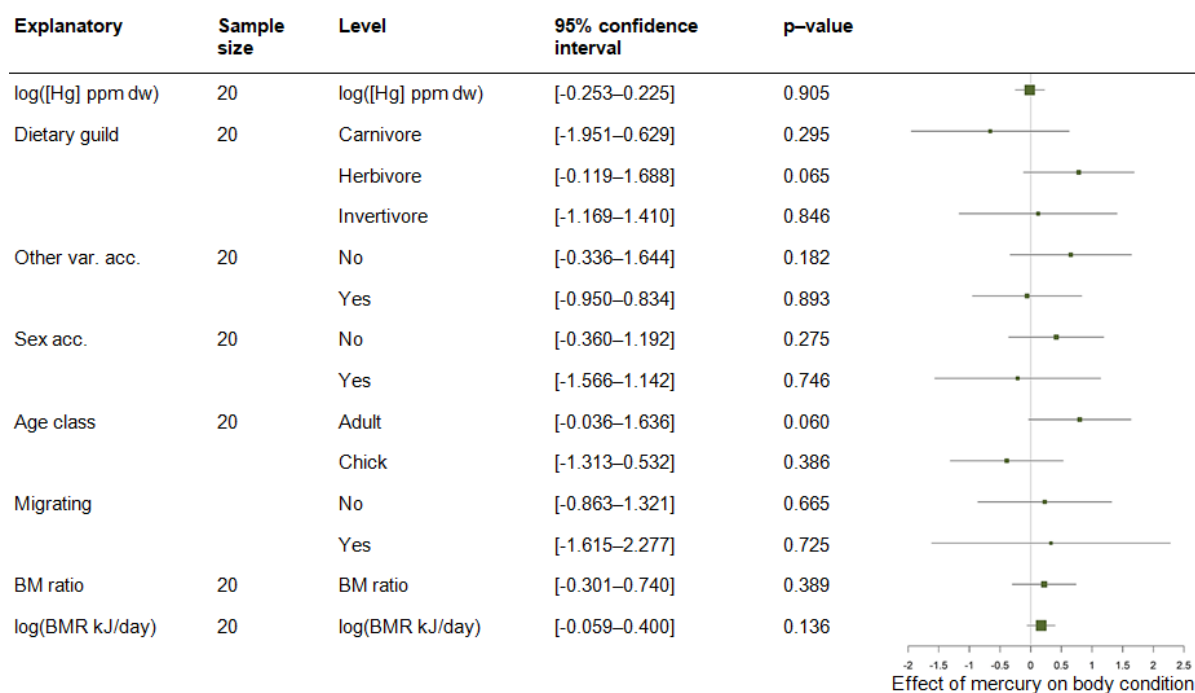 Explanatory Sample size Level 95% confidence interval p–value
log([Hg] ppm dw) 20 log([Hg] ppm dw) [-0.253–0.225] 0.905
Dietary guild 20 Carnivore [-1.951–0.629] 0.295
Herbivore [-0.119–1.688] 0.065
Invertivore [-1.169–1.410] 0.846
Other var. acc. 20 No [-0.336–1.644] 0.182
Yes [-0.950–0.834] 0.893
Sex acc. 20 No [-0.360–1.192] 0.275
Yes [-1.566–1.142] 0.746
Age class 20 Adult [-0.036–1.636] 0.060
Chick [-1.313–0.532] 0.386
Migrating No [-0.863–1.321] 0.665
Yes [-1.615–2.277] 0.725
BM ratio 20 BM ratio [-0.301–0.740] 0.389
log(BMR kJ/day) 20 log(BMR kJ/day) [-0.059–0.400] 0.136
-2 -1.5 -1 -0.5 0 0.5 1 1.5 2 2.5
Effect of mercury on body condition